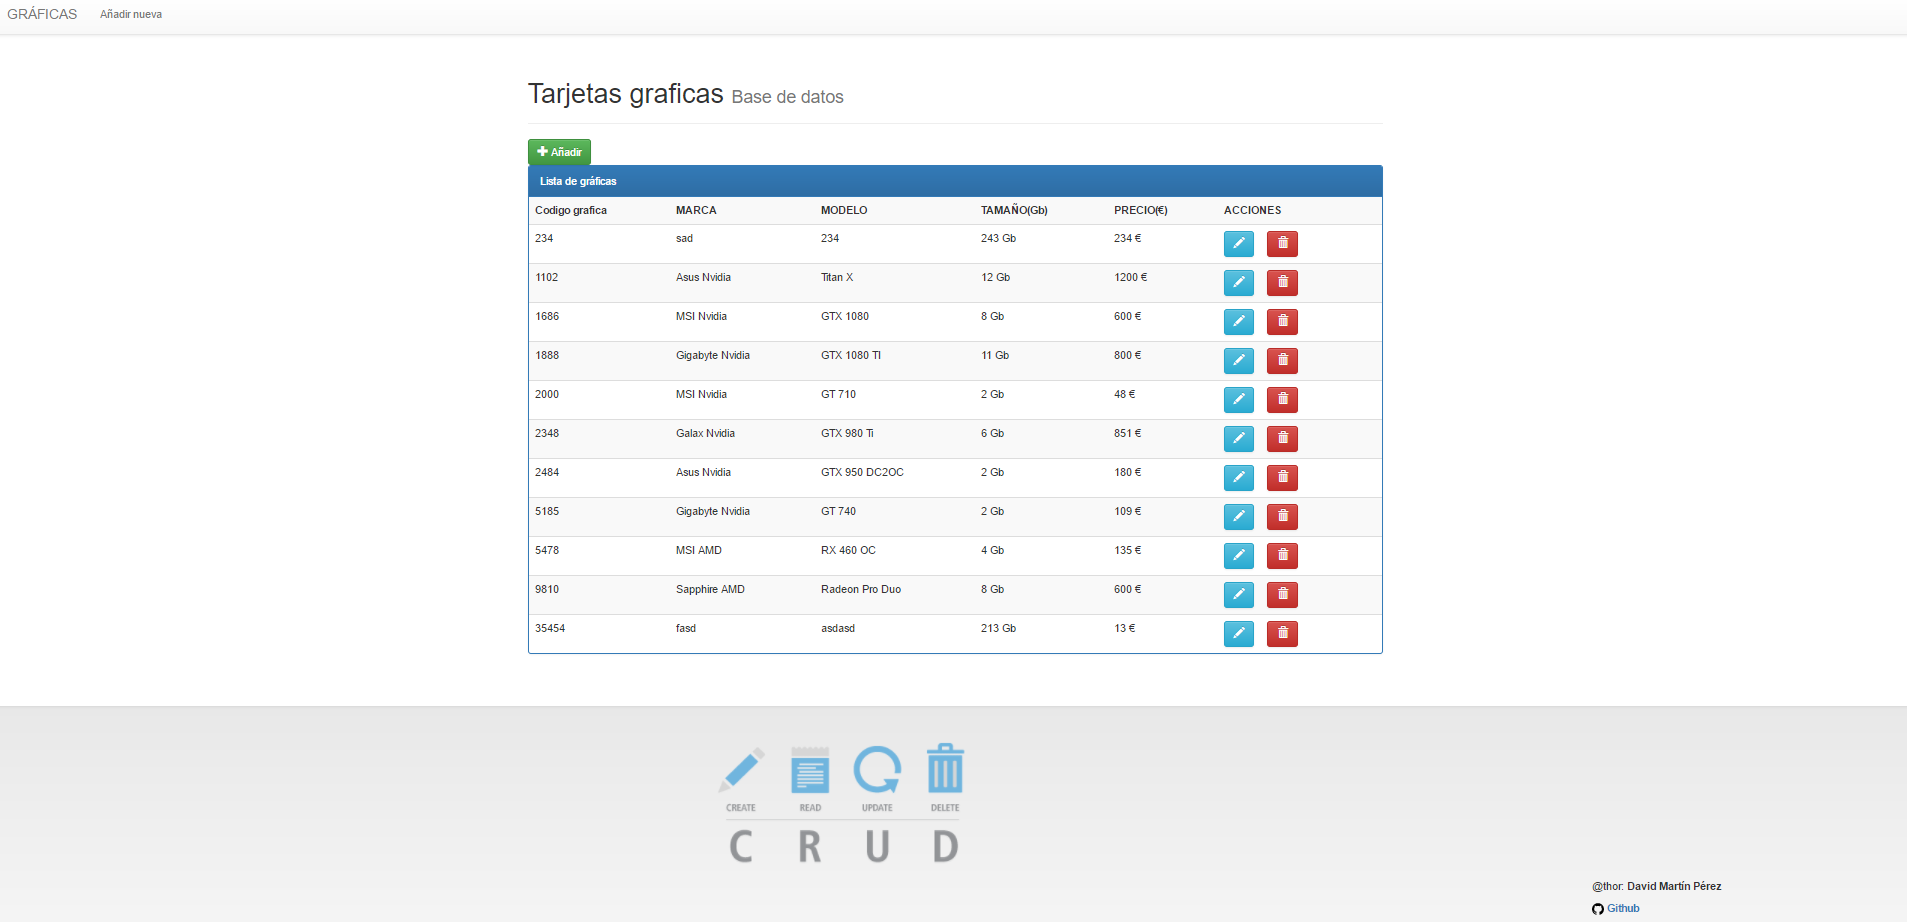 GRÁFICAS Añadir nueva
Tarjetas graficas Base de datos
Añadir
Lista de gráficas
Codigo grafica MARCA MODELO TAMAÑO(Gb) PRECIO(€) ACCIONES
234 sad 234 243 Gb 234 €
1102 Asus Nvidia Titan X 12 Gb 1200 €
1686 MSI Nvidia GTX 1080 8 Gb 600 €
1888 Gigabyte Nvidia GTX 1080 TI 11 Gb 800 €
2000 MSI Nvidia GT 710 2 Gb 48 €
2348 Galax Nvidia GTX 980 Ti 6 Gb 851 €
2484 Asus Nvidia GTX 950 DC2OC 2 Gb 180 €
5185 Gigabyte Nvidia GT 740 2 Gb 109 €
5478 MSI AMD RX 460 OC 4 Gb 135 €
9810 Sapphire AMD Radeon Pro Duo 8 Gb 600 €
35454 fasd asdasd 213 Gb 13 €
CREATE READ UPDATE DELETE
C R U D
@thor: David Martín Pérez
Github